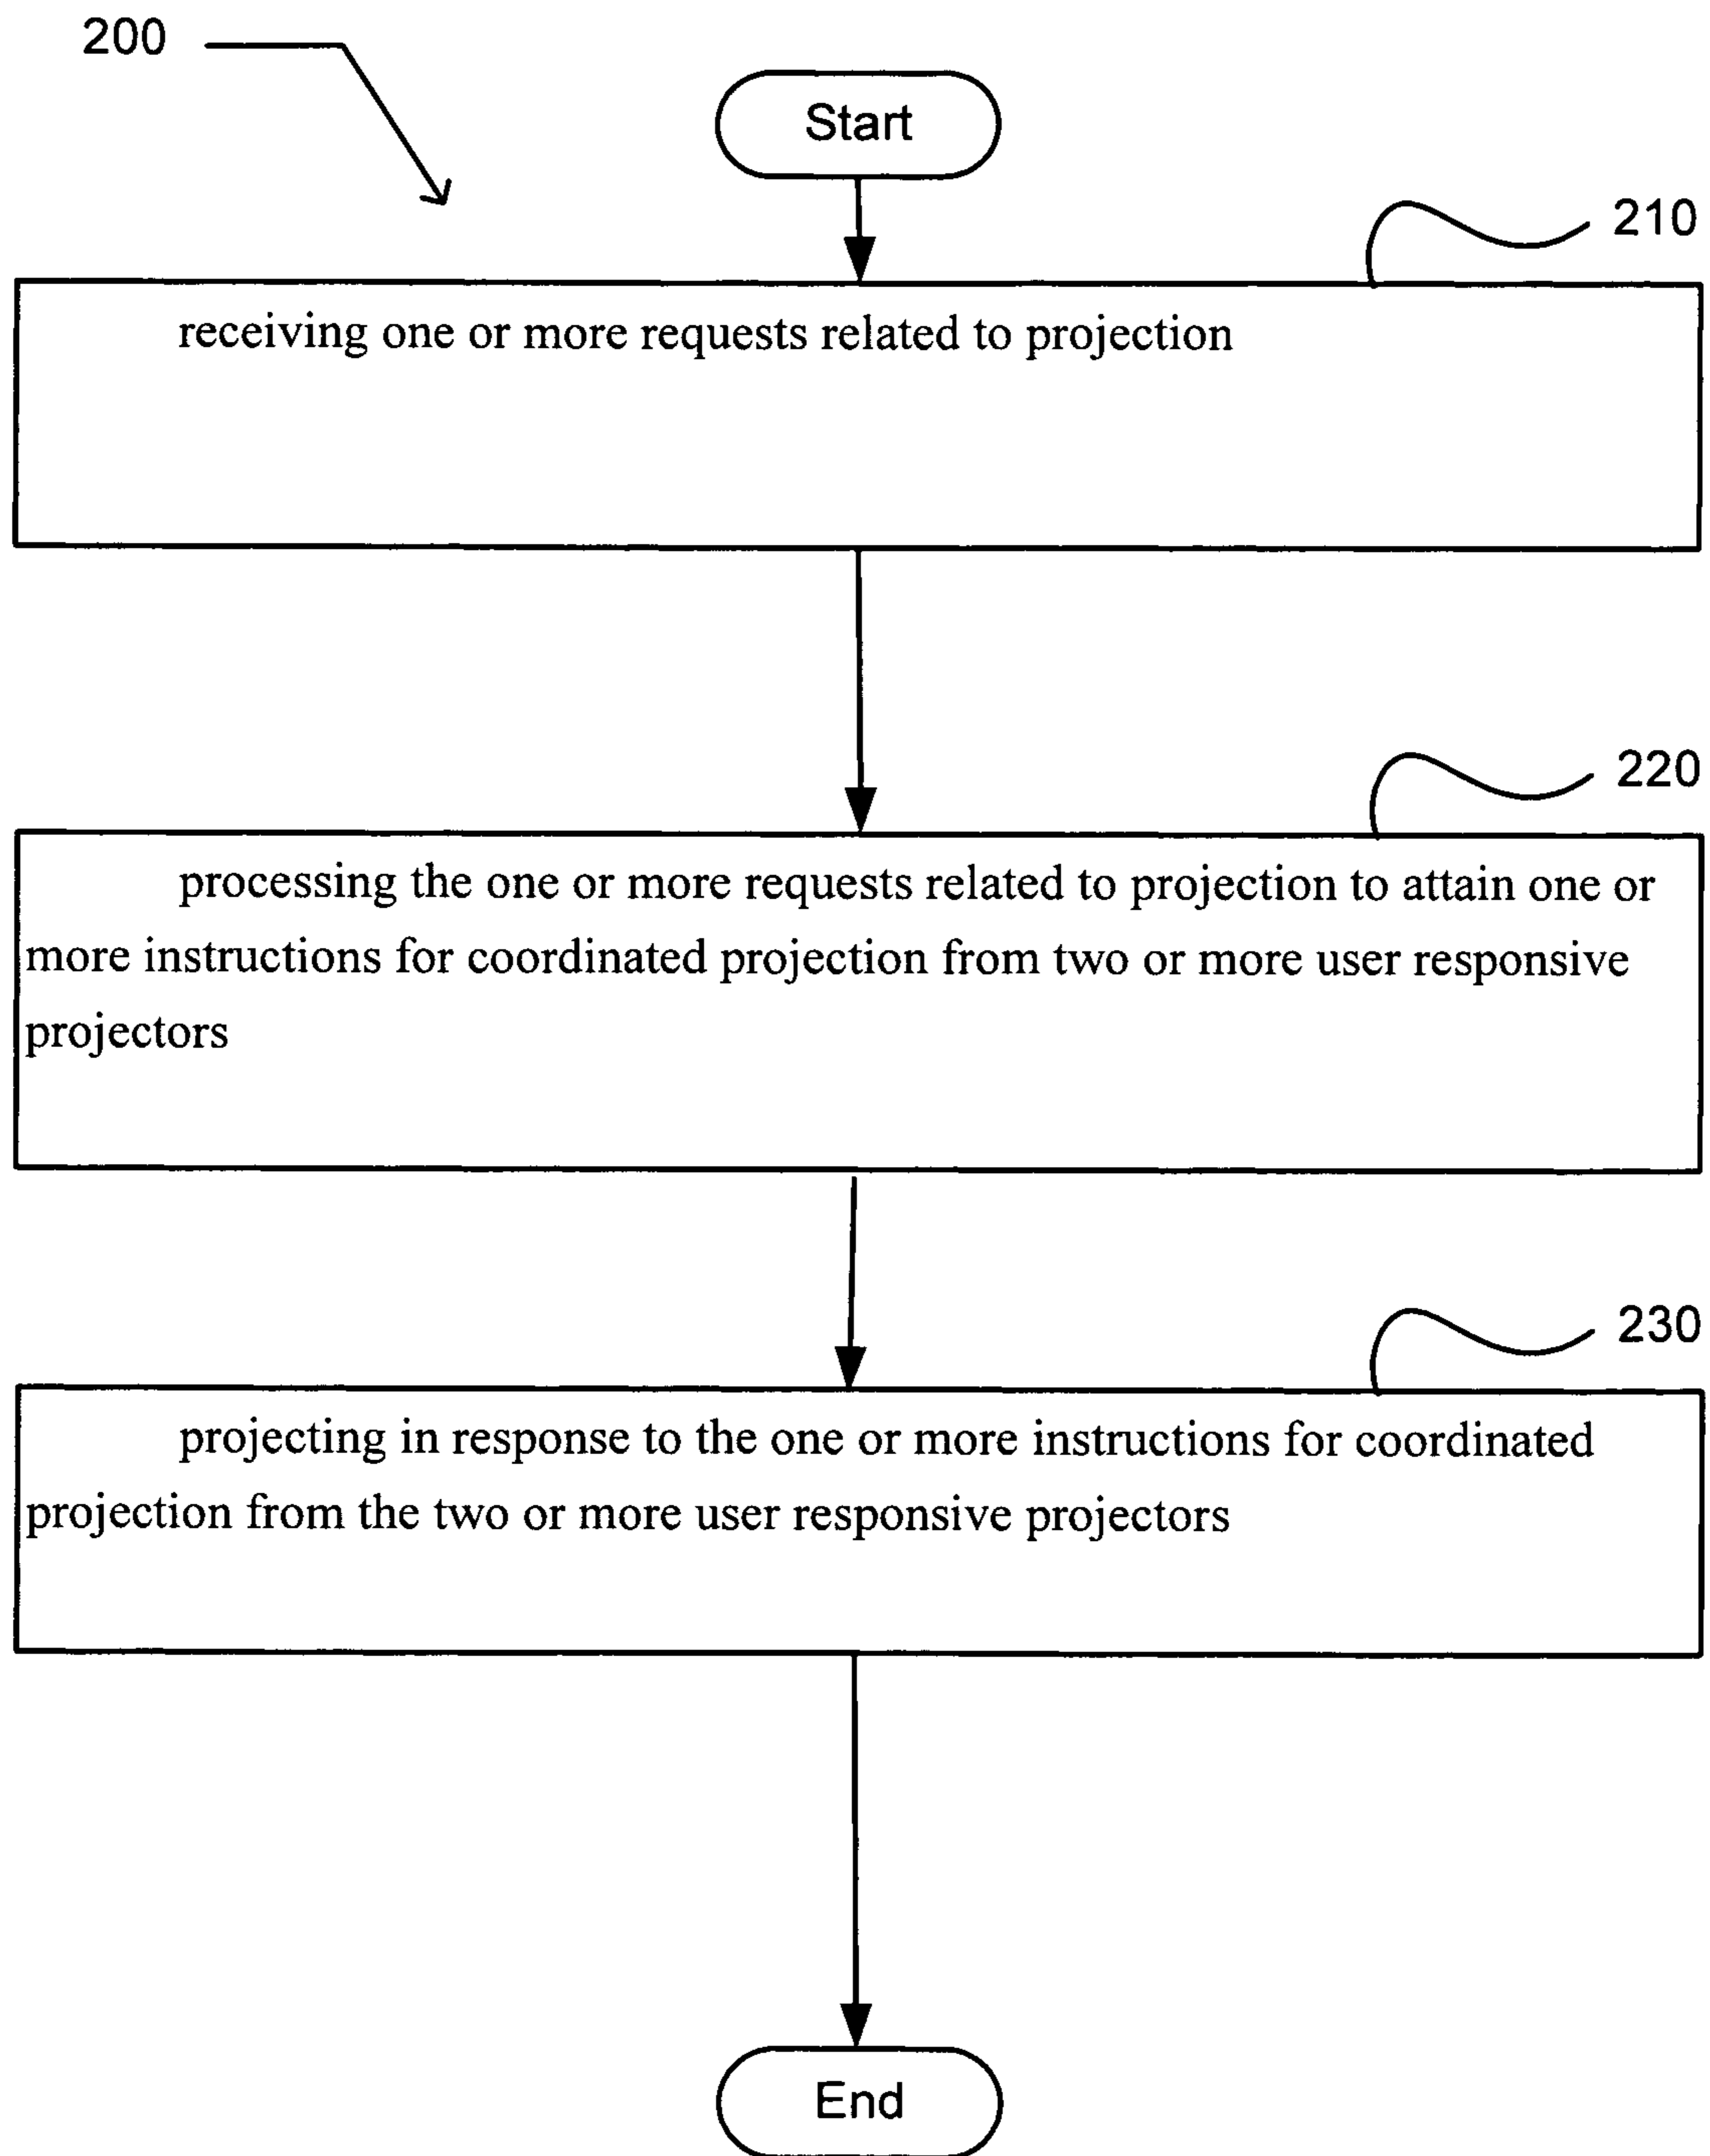 200
Start
210
receiving one or more requests related to projection
220
processing the one or more requests related to projection to attain one or
more instructions for coordinated projection from two or more user responsive
projectors
230
projecting in response to the one or more instructions for coordinated
projection from the two or more user responsive projectors
End